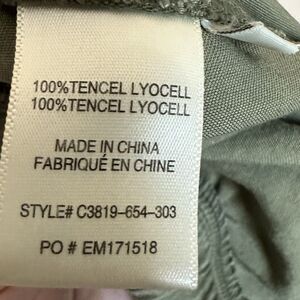 100%TENCEL LYOCELL
100%TENCEL LYOCELL
MADE IN CHINA
FABRIQUÉ EN CHINE
STYLE# C3819-654-303
PO # EM171518